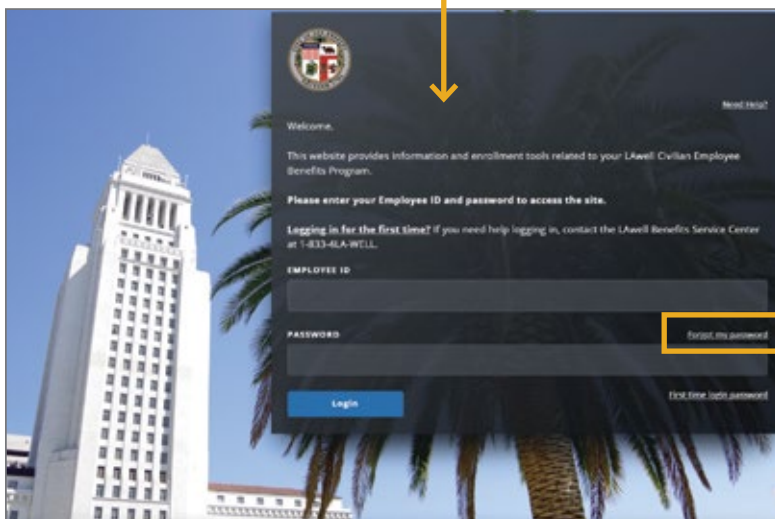 Need Help?
Welcome.
This website provides information and enrollment tools related to your LAwell Civilian Employee
Benefits Program.
Please enter your Employee ID and password to access the site.
Logging in for the first time? If you need help logging in, contact the LAwell Benefits Service Center
at 1-833-4LA-WELL.
EMPLOYEE ID
PASSWORD
Forgot my password
Login
First time login password